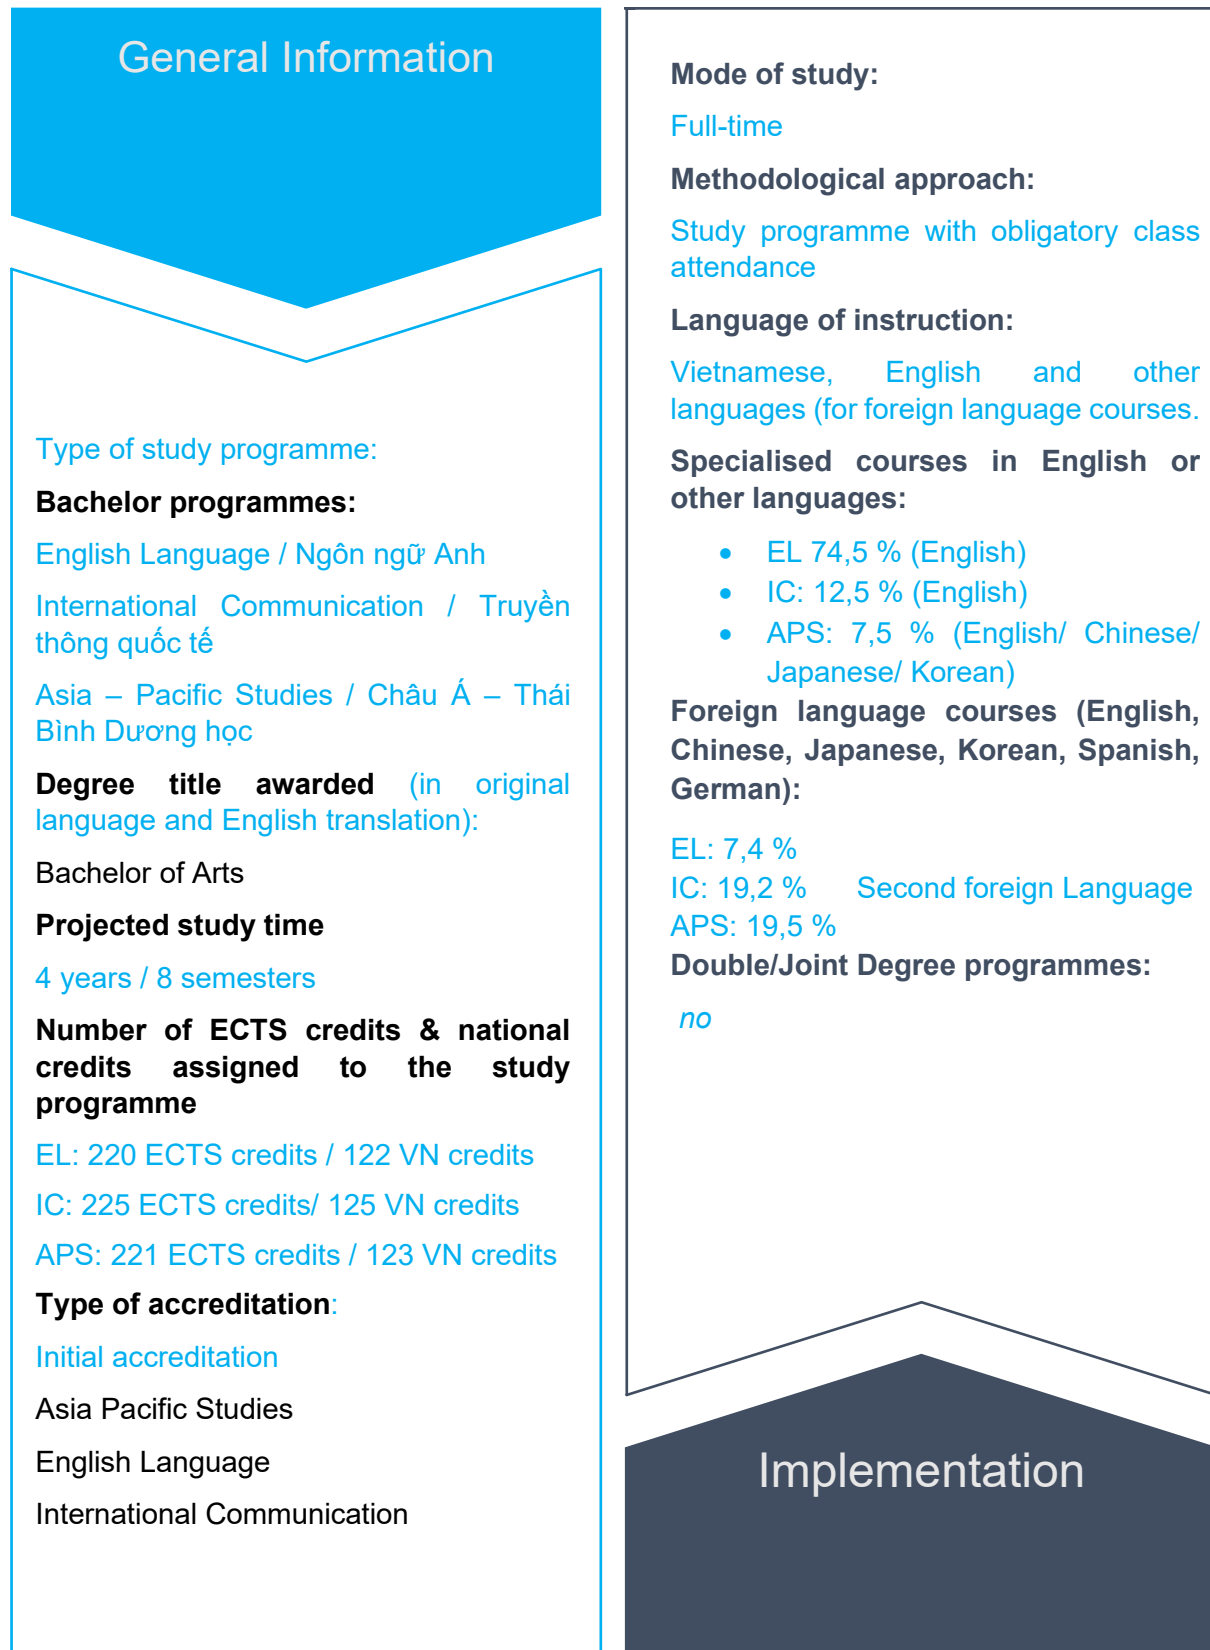 General Information
Type of study programme:
Bachelor programmes:
English Language / Ngôn ngữ Anh
International Communication / Truyền
thông quốc tế
Asia – Pacific Studies / Châu Á – Thái
Bình Dương học
Degree title awarded (in original
language and English translation):
Bachelor of Arts
Projected study time
4 years / 8 semesters
Number of ECTS credits & national
credits assigned to the study
programme
EL: 220 ECTS credits / 122 VN credits
IC: 225 ECTS credits/ 125 VN credits
APS: 221 ECTS credits / 123 VN credits
Type of accreditation:
Initial accreditation
Asia Pacific Studies
English Language
International Communication
Mode of study:
Full-time
Methodological approach:
Study programme with obligatory class
attendance
Language of instruction:
Vietnamese, English and other
languages (for foreign language courses.
Specialised courses in English or
other languages:
• EL 74,5 % (English)
• IC: 12,5 % (English)
• APS: 7,5 % (English/ Chinese/
Japanese/ Korean)
Foreign language courses (English,
Chinese, Japanese, Korean, Spanish,
German):
EL: 7,4 %
IC: 19,2 % Second foreign Language
APS: 19,5 %
Double/Joint Degree programmes:
no
Implementation